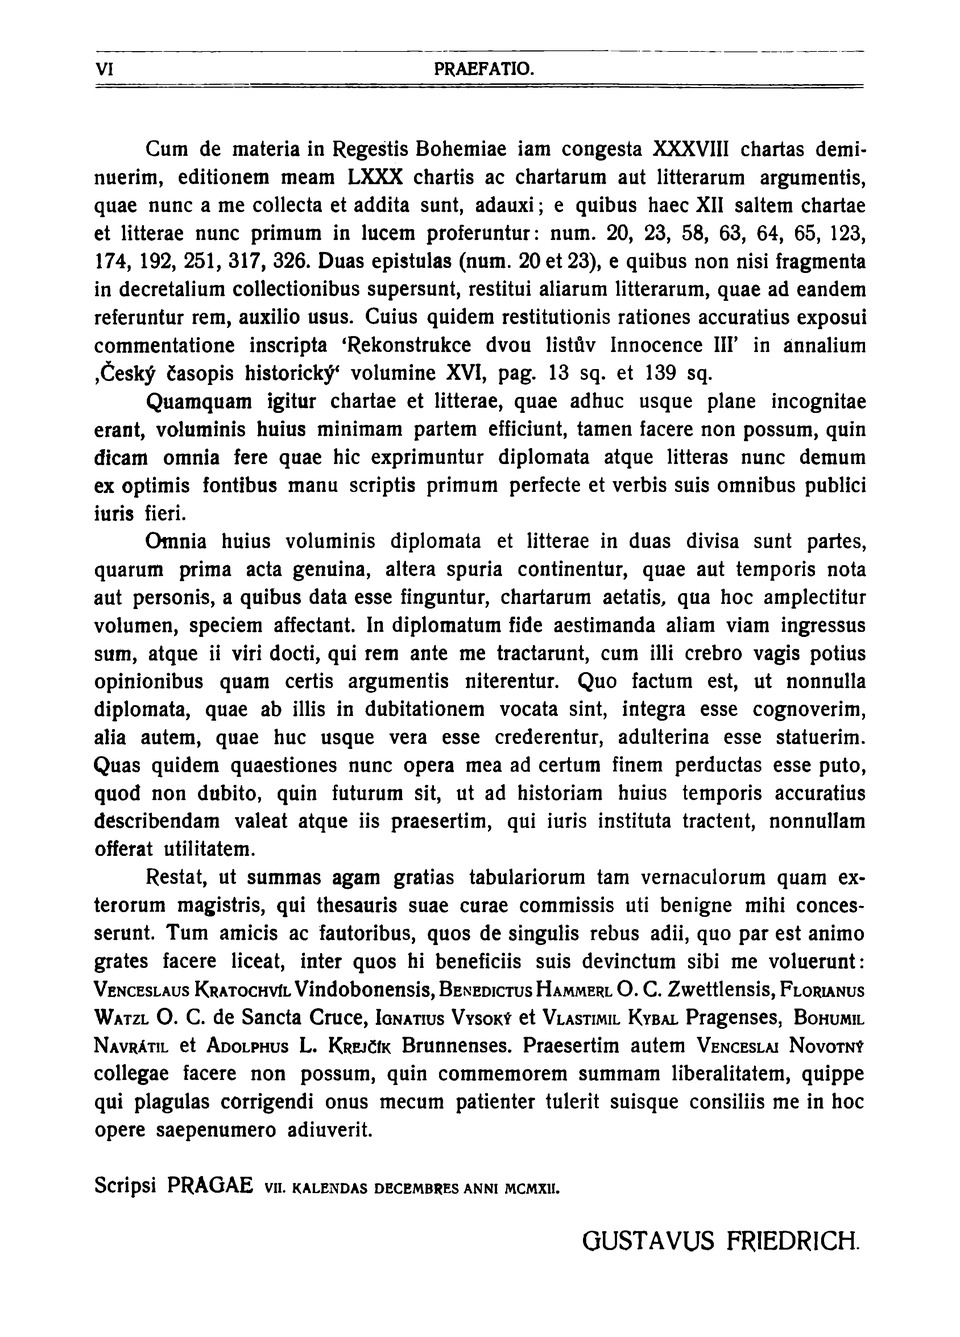 VI PRAEFATIO.
Cum de materia in Regestis Bohemiae iam congesta XXXVIII chartas demi-
nuerim, editionem meam LXXX chartis ac chartarum aut litterarum argumentis,
quae nunc a me collecta et addita sunt, adauxi; e quibus haec XII saltem chartae
et litterae nunc primum in lucem proferuntur: num. 20, 23, 58, 63, 64, 65, 123,
174, 192, 251, 317, 326. Duas epistulas (num. 20 et 23), e quibus non nisi fragmenta
in decretalium collectionibus supersunt, restitui aliarum litterarum, quae ad eandem
referuntur rem, auxilio usus. Cuius quidem restitutionis rationes accuratius exposui
commentatione inscripta ‘Rekonstrukce dvou listův Innocence III’ in annalium
‚Český časopis historický‘ volumine XVI, pag. 13 sq. et 139 sq.
Quamquam igitur chartae et litterae, quae adhuc usque plane incognitae
erant, voluminis huius minimam partem efficiunt, tamen facere non possum, quin
dicam omnia fere quae hic exprimuntur diplomata atque litteras nunc demum
ex optimis fontibus manu scriptis primum perfecte et verbis suis omnibus publici
iuris fieri.
Omnia huius voluminis diplomata et litterae in duas divisa sunt partes,
quarum prima acta genuina, altera spuria continentur, quae aut temporis nota
aut personis, a quibus data esse finguntur, chartarum aetatis, qua hoc amplectitur
volumen, speciem affectant. In diplomatum fide aestimanda aliam viam ingressus
sum, atque ii viri docti, qui rem ante me tractarunt, cum illi crebro vagis potius
opinionibus quam certis argumentis niterentur. Quo factum est, ut nonnulla
diplomata, quae ab illis in dubitationem vocata sint, integra esse cognoverim,
alia autem, quae huc usque vera esse crederentur, adulterina esse statuerim.
Quas quidem quaestiones nunc opera mea ad certum finem perductas esse puto,
quod non dubito, quin futurum sit, ut ad historiam huius temporis accuratius
describendam valeat atque iis praesertim, qui iuris instituta tractent, nonnullam
offerat utilitatem.
Restat, ut summas agam gratias tabulariorum tam vernaculorum quam ex-
terorum magistris, qui thesauris suae curae commissis uti benigne mihi conces-
serunt. Tum amicis ac fautoribus, quos de singulis rebus adii, quo par est animo
grates facere liceat, inter quos hi beneficiis suis devinctum sibi me voluerunt:
VENCESLAUS KRATOCHVÍL Vindobonensis, BENEDICTUS HAMMERL O. C. Zwettlensis, FLORIANUS
WATZL O. C. de Sancta Cruce, IGNATIUS VYSOKÝ et VLASTIMIL KYBAL Pragenses, BOHUMIL
NAVRÁTIL et ADOLPHUS L. KREJČÍK Brunnenses. Praesertim autem VENCESLAI NOVOTNÝ
collegae facere non possum, quin commemorem summam liberalitatem, quippe
qui plagulas corrigendi onus mecum patienter tulerit suisque consiliis me in hoc
opere saepenumero adiuverit.
Scripsi PRAGAE VII. KALENDAS DECEMBRES ANNI MCMXII.
GUSTAVUS FRIEDRICH.